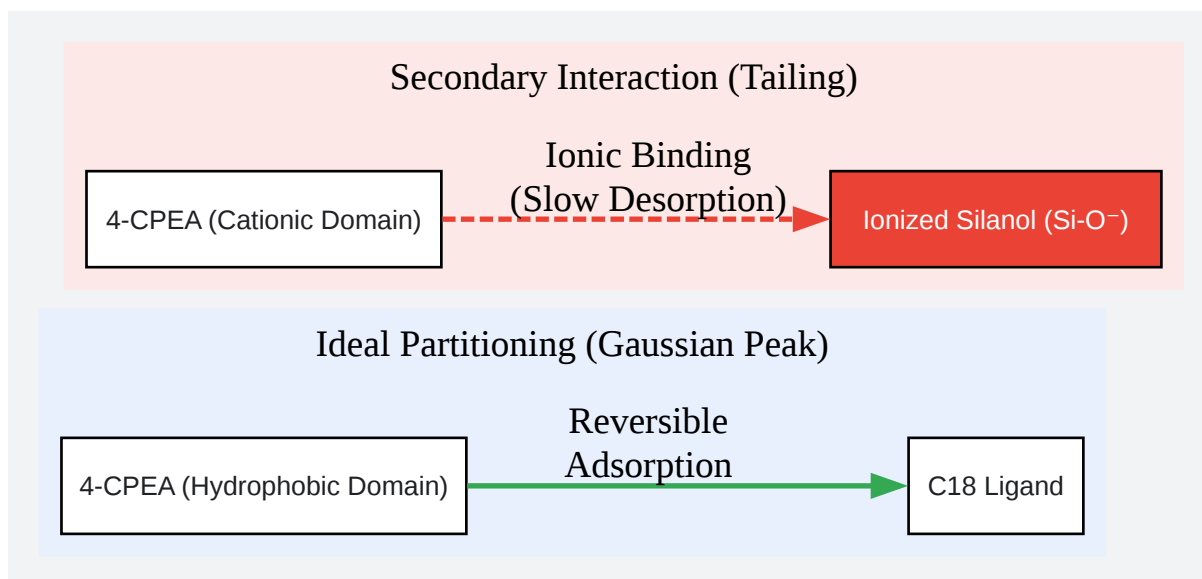 Secondary Interaction (Tailing)
Ionic Binding
(Slow Desorption)
4-CPEA (Cationic Domain)
Ionized Silanol (Si-O⁻)
Ideal Partitioning (Gaussian Peak)
Reversible
Adsorption
4-CPEA (Hydrophobic Domain)
C18 Ligand